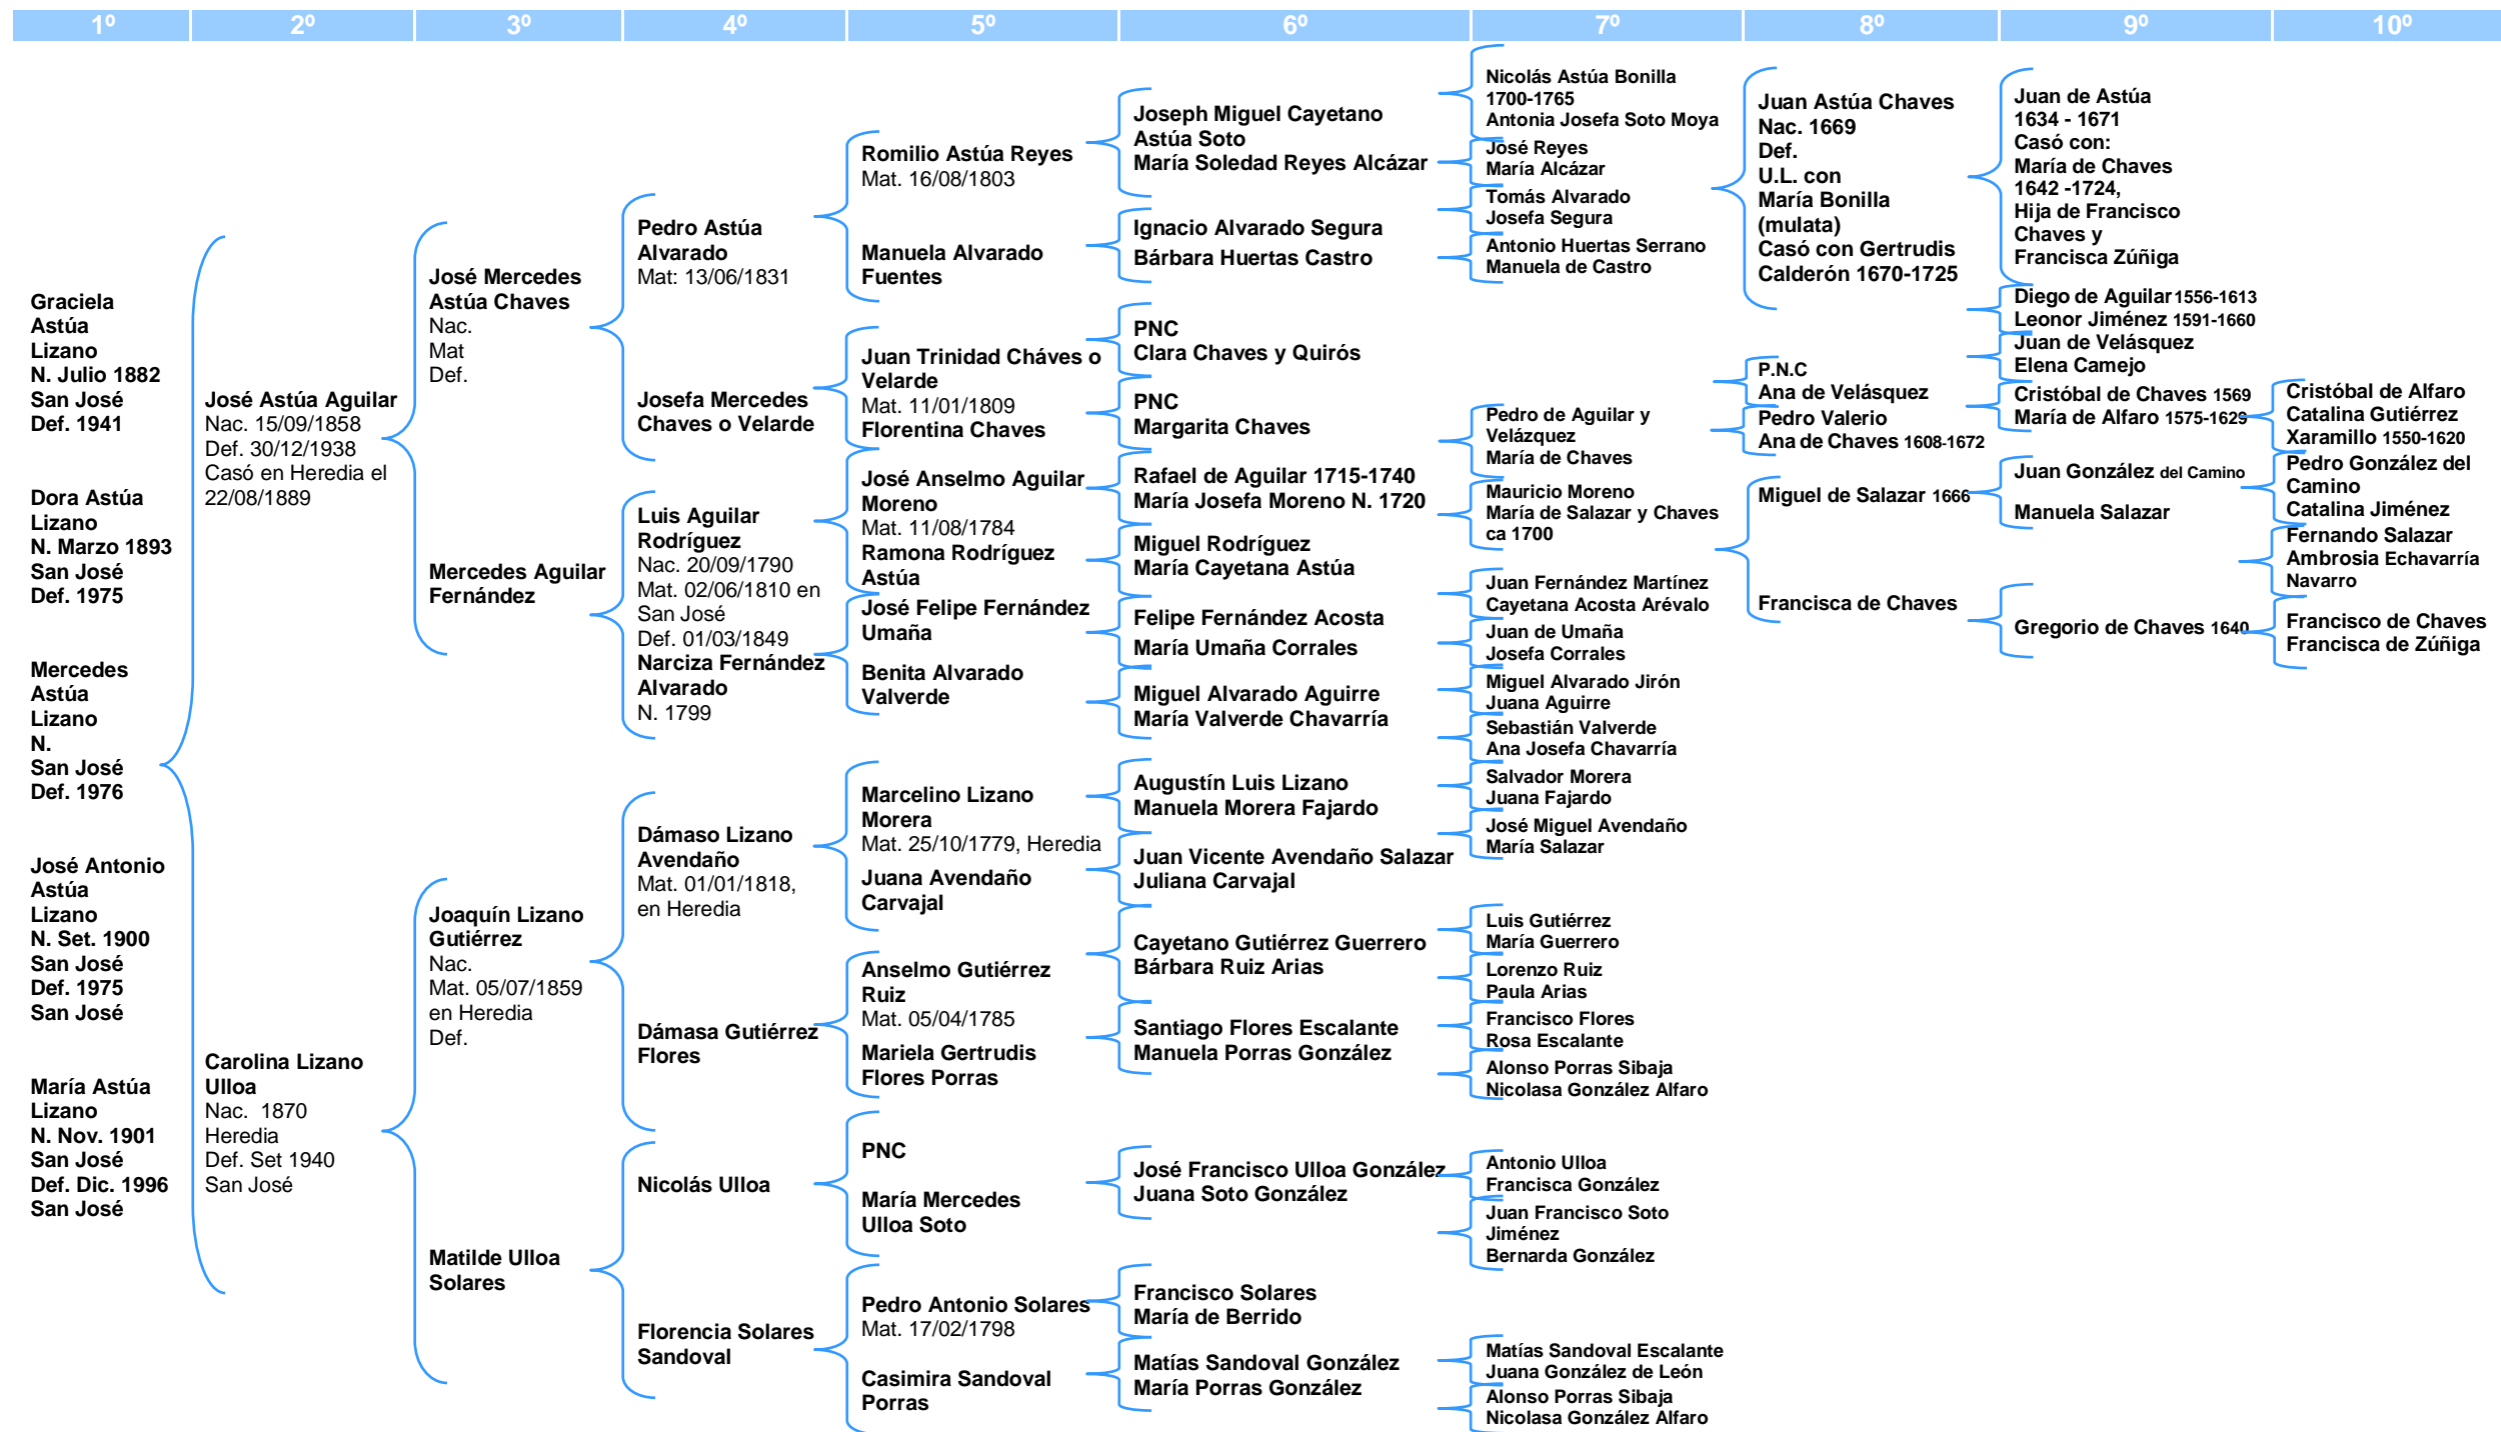 1º
2º
3º
4º
5º
6º
7º
8º
9º
10º
Graciela
Astúa
Lizano
N. Julio 1882
San José
Def. 1941
Dora Astúa
Lizano
N. Marzo 1893
San José
Def. 1975
Mercedes
Astúa
Lizano
N.
San José
Def. 1976
José Antonio
Astúa
Lizano
N. Set. 1900
San José
Def. 1975
San José
María Astúa
Lizano
N. Nov. 1901
San José
Def. Dic. 1996
San José
José Astúa Aguilar
Nac. 15/09/1858
Def. 30/12/1938
Casó en Heredia el
22/08/1889
Carolina Lizano
Ulloa
Nac.  1870
Heredia
Def. Set 1940
San José
José Mercedes
Astúa Chaves
Nac.
Mat
Def.
Mercedes Aguilar
Fernández
Joaquín Lizano
Gutiérrez
Nac.
Mat. 05/07/1859
en Heredia
Def.
Matilde Ulloa
Solares
Pedro Astúa
Alvarado
Mat: 13/06/1831
Josefa Mercedes
Chaves o Velarde
Luis Aguilar
Rodríguez
Nac. 20/09/1790
Mat. 02/06/1810 en
San José
Def. 01/03/1849
Narciza Fernández
Alvarado
N. 1799
Dámaso Lizano
Avendaño
Mat. 01/01/1818,
en Heredia
Dámasa Gutiérrez
Flores
Nicolás Ulloa
Florencia Solares
Sandoval
Romilio Astúa Reyes
Mat. 16/08/1803
Manuela Alvarado
Fuentes
Juan Trinidad Cháves o
Velarde
Mat. 11/01/1809
Florentina Chaves
José Anselmo Aguilar
Moreno
Mat. 11/08/1784
Ramona Rodríguez
Astúa
José Felipe Fernández
Umaña
Benita Alvarado
Valverde
Marcelino Lizano
Morera
Mat. 25/10/1779, Heredia
Juana Avendaño
Carvajal
Anselmo Gutiérrez
Ruiz
Mat. 05/04/1785
Mariela Gertrudis
Flores Porras
PNC
María Mercedes
Ulloa Soto
Pedro Antonio Solares
Mat. 17/02/1798
Casimira Sandoval
Porras
Joseph Miguel Cayetano
Astúa Soto
María Soledad Reyes Alcázar
Ignacio Alvarado Segura
Bárbara Huertas Castro
PNC
Clara Chaves y Quirós
PNC
Margarita Chaves
Rafael de Aguilar 1715-1740
María Josefa Moreno N. 1720
Miguel Rodríguez
María Cayetana Astúa
Felipe Fernández Acosta
María Umaña Corrales
Miguel Alvarado Aguirre
María Valverde Chavarría
Augustín Luis Lizano
Manuela Morera Fajardo
Juan Vicente Avendaño Salazar
Juliana Carvajal
Cayetano Gutiérrez Guerrero
Bárbara Ruiz Arias
Santiago Flores Escalante
Manuela Porras González
José Francisco Ulloa González
Juana Soto González
Francisco Solares
María de Berrido
Matías Sandoval González
María Porras González
Nicolás Astúa Bonilla
1700-1765
Antonia Josefa Soto Moya
José Reyes
María Alcázar
Tomás Alvarado
Josefa Segura
Antonio Huertas Serrano
Manuela de Castro
Pedro de Aguilar y
Velázquez
María de Chaves
Mauricio Moreno
María de Salazar y Chaves
ca 1700
Juan Fernández Martínez
Cayetana Acosta Arévalo
Juan de Umaña
Josefa Corrales
Miguel Alvarado Jirón
Juana Aguirre
Sebastián Valverde
Ana Josefa Chavarría
Salvador Morera
Juana Fajardo
José Miguel Avendaño
María Salazar
Luis Gutiérrez
María Guerrero
Lorenzo Ruiz
Paula Arias
Francisco Flores
Rosa Escalante
Alonso Porras Sibaja
Nicolasa González Alfaro
Antonio Ulloa
Francisca González
Juan Francisco Soto
Jiménez
Bernarda González
Matías Sandoval Escalante
Juana González de León
Alonso Porras Sibaja
Nicolasa González Alfaro
Juan Astúa Chaves
Nac. 1669
Def.
U.L. con
María Bonilla
(mulata)
Casó con Gertrudis
Calderón 1670-1725
P.N.C
Ana de Velásquez
Pedro Valerio
Ana de Chaves 1608-1672
Miguel de Salazar 1666
Francisca de Chaves
Juan de Astúa
1634 - 1671
Casó con:
María de Chaves
1642 -1724,
Hija de Francisco
Chaves y
Francisca Zúñiga
Diego de Aguilar 1556-1613
Leonor Jiménez 1591-1660
Juan de Velásquez
Elena Camejo
Cristóbal de Chaves 1569
María de Alfaro 1575-1629
Juan González del Camino
Manuela Salazar
Gregorio de Chaves 1640
Cristóbal de Alfaro
Catalina Gutiérrez
Xaramillo 1550-1620
Pedro González del
Camino
Catalina Jiménez
Fernando Salazar
Ambrosia Echavarría
Navarro
Francisco de Chaves
Francisca de Zúñiga